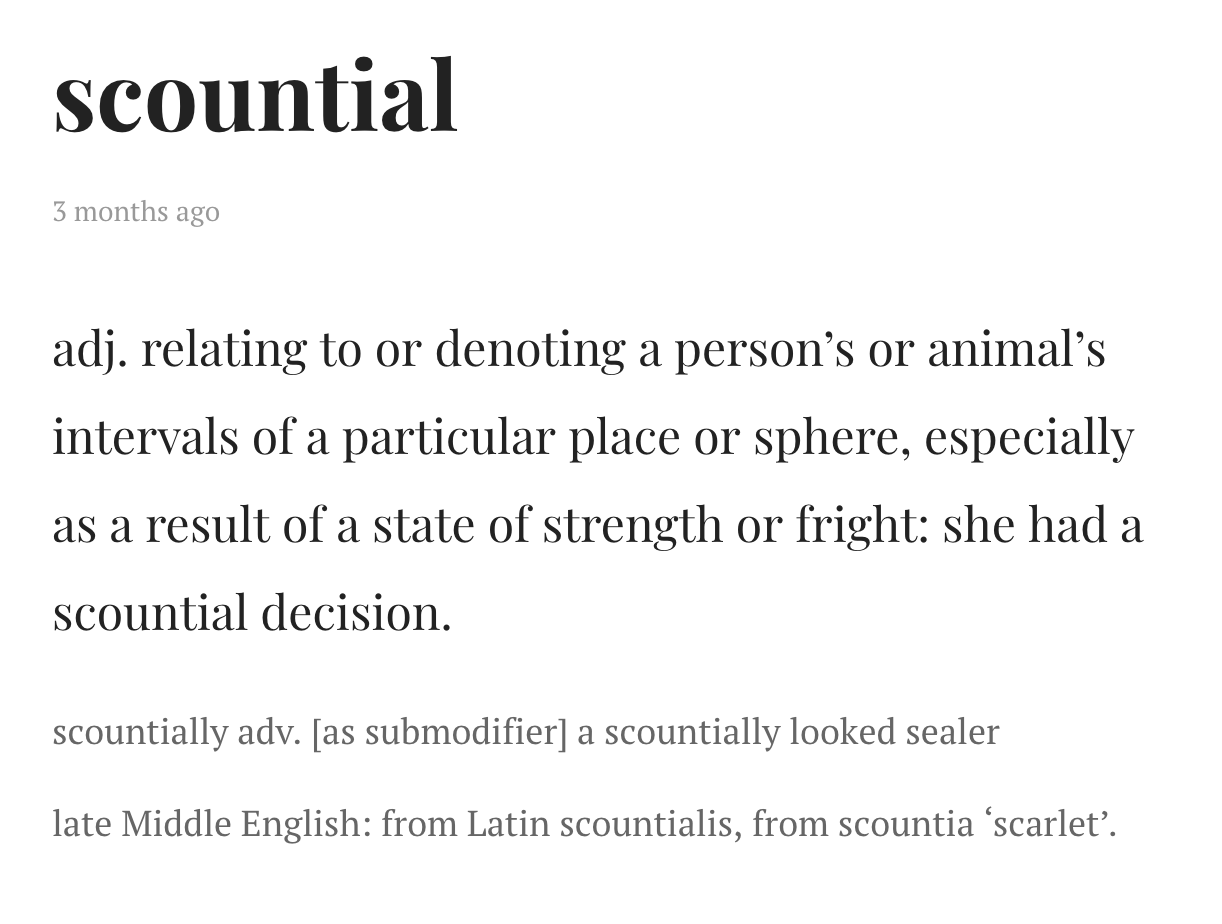 scountial
3 months ago
adj. relating to or denoting a person’s or animal’s
intervals of a particular place or sphere, especially
as a result of a state of strength or fright: she had a
scountial decision.
scountially adv. [as submodifier] a scountially looked sealer
late Middle English: from Latin scountialis, from scountia ‘scarlet’.